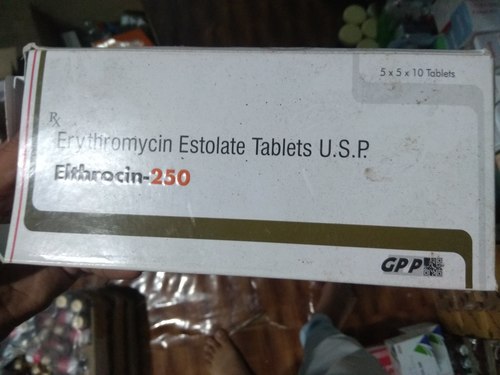 5 x 5 x 10 Tablets
Rx
Erythromycin Estolate Tablets U.S.P.
Elthrocin-250
GPP